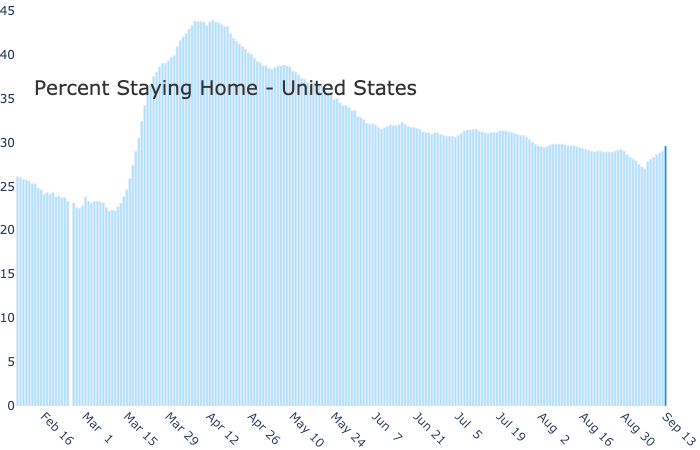 45
40
Percent Staying Home - United States
35
30
25
20
15
10
5
0
Feb 16
Mar 1
Mar 15
Mar 29
Apr 12
Apr 26
May 10
May 24
Jun 7
Jun 21
Jul 5
Jul 19
Aug 2
Aug 16
Aug 30
Sep 13